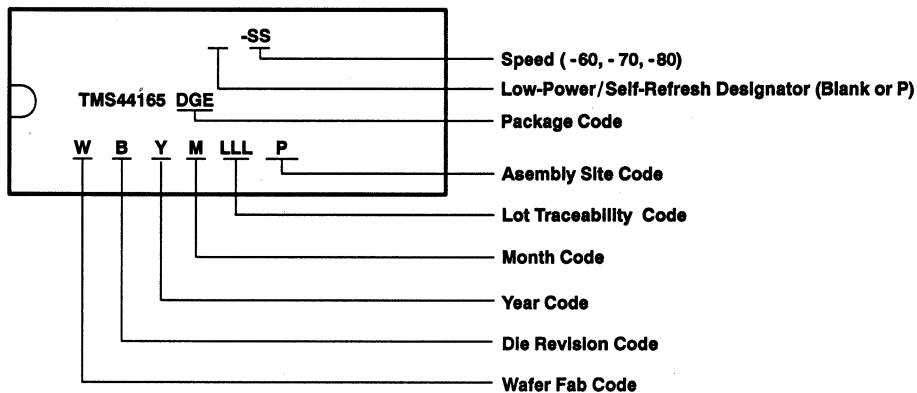 -SS
TMS44165 DGE
W B Y M LLL P
Speed ( -60, -70, -80)
Low-Power/Self-Refresh Designator (Blank or P)
Package Code
Asembly Site Code
Lot Traceability Code
Month Code
Year Code
Die Revision Code
Wafer Fab Code